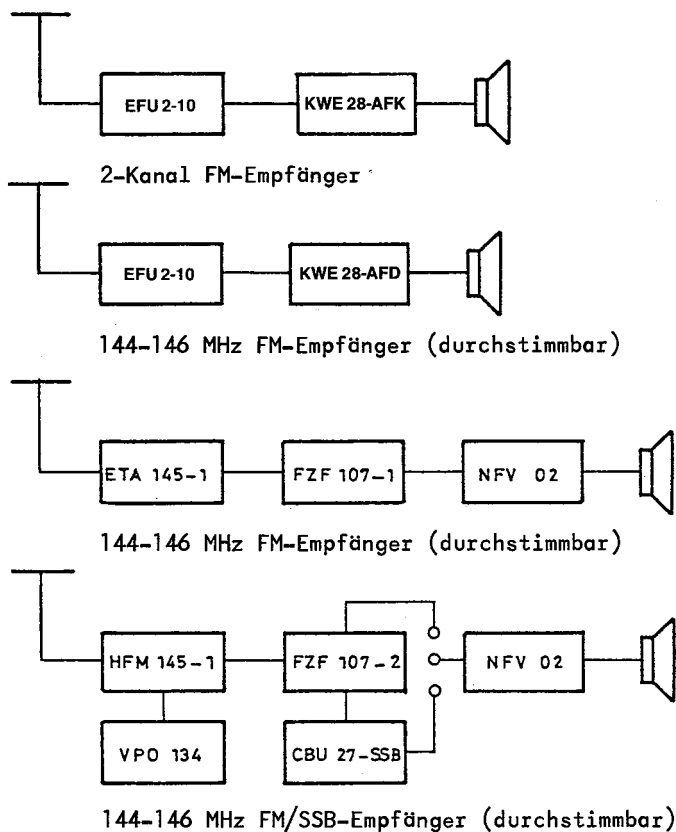 EFU 2-10 KWE 28-AFK
2-Kanal FM-Empfänger
EFU 2-10 KWE 28-AFD
144-146 MHz FM-Empfänger (durchstimmbar)
ETA 145-1 FZF 107-1 NFV 02
144-146 MHz FM-Empfänger (durchstimmbar)
HFM 145-1 FZF 107-2 NFV 02
VPO 134 CBU 27-SSB
144-146 MHz FM/SSB-Empfänger (durchstimmbar)